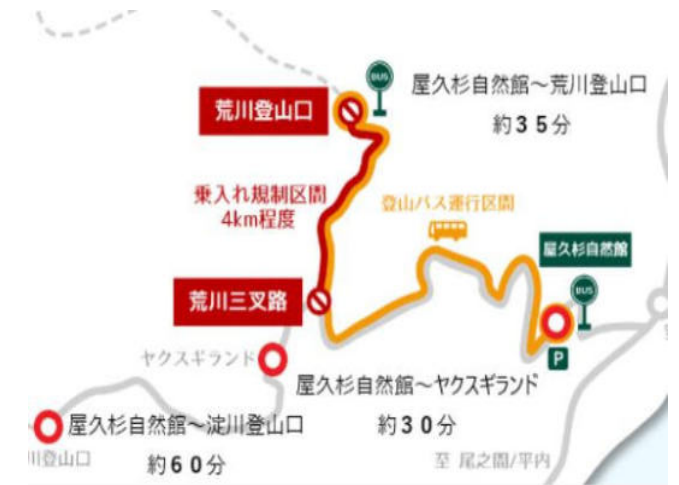 BUS
屋久杉自然館～荒川登山口
約35分
荒川登山口
乗入れ規制区間
4km程度
登山バス運行区間
屋久杉自然館
BUS
荒川三叉路
P
ヤクスギランド
屋久杉自然館～ヤクスギランド
約30分
屋久杉自然館～淀川登山口
約60分
川登山口
至 尾之間/平内